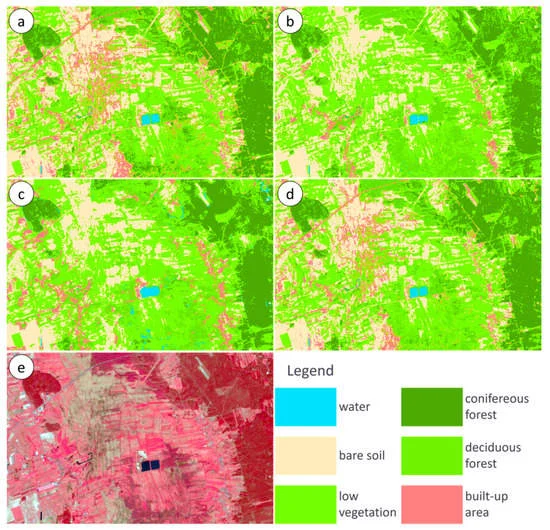 a
b
c
d
e
Legend
water
conifereous
forest
bare soil
deciduous
forest
low
vegetation
built-up
area